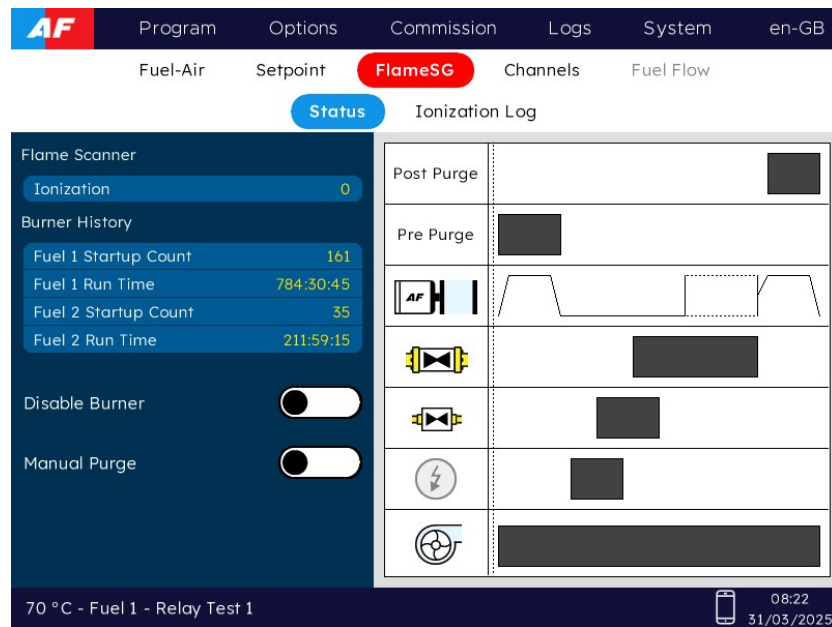 AF Program Options Commission Logs System en-GB
Fuel-Air Setpoint FlameSG Channels Fuel Flow
Status Ionization Log
Flame Scanner
Ionization 0
Burner History
Fuel 1 Startup Count 161
Fuel 1 Run Time 784:30:45
Fuel 2 Startup Count 35
Fuel 2 Run Time 211:59:15
Disable Burner
Manual Purge
Post Purge
Pre Purge
AF
70 °C - Fuel 1 - Relay Test 1
08:22
31/03/2025